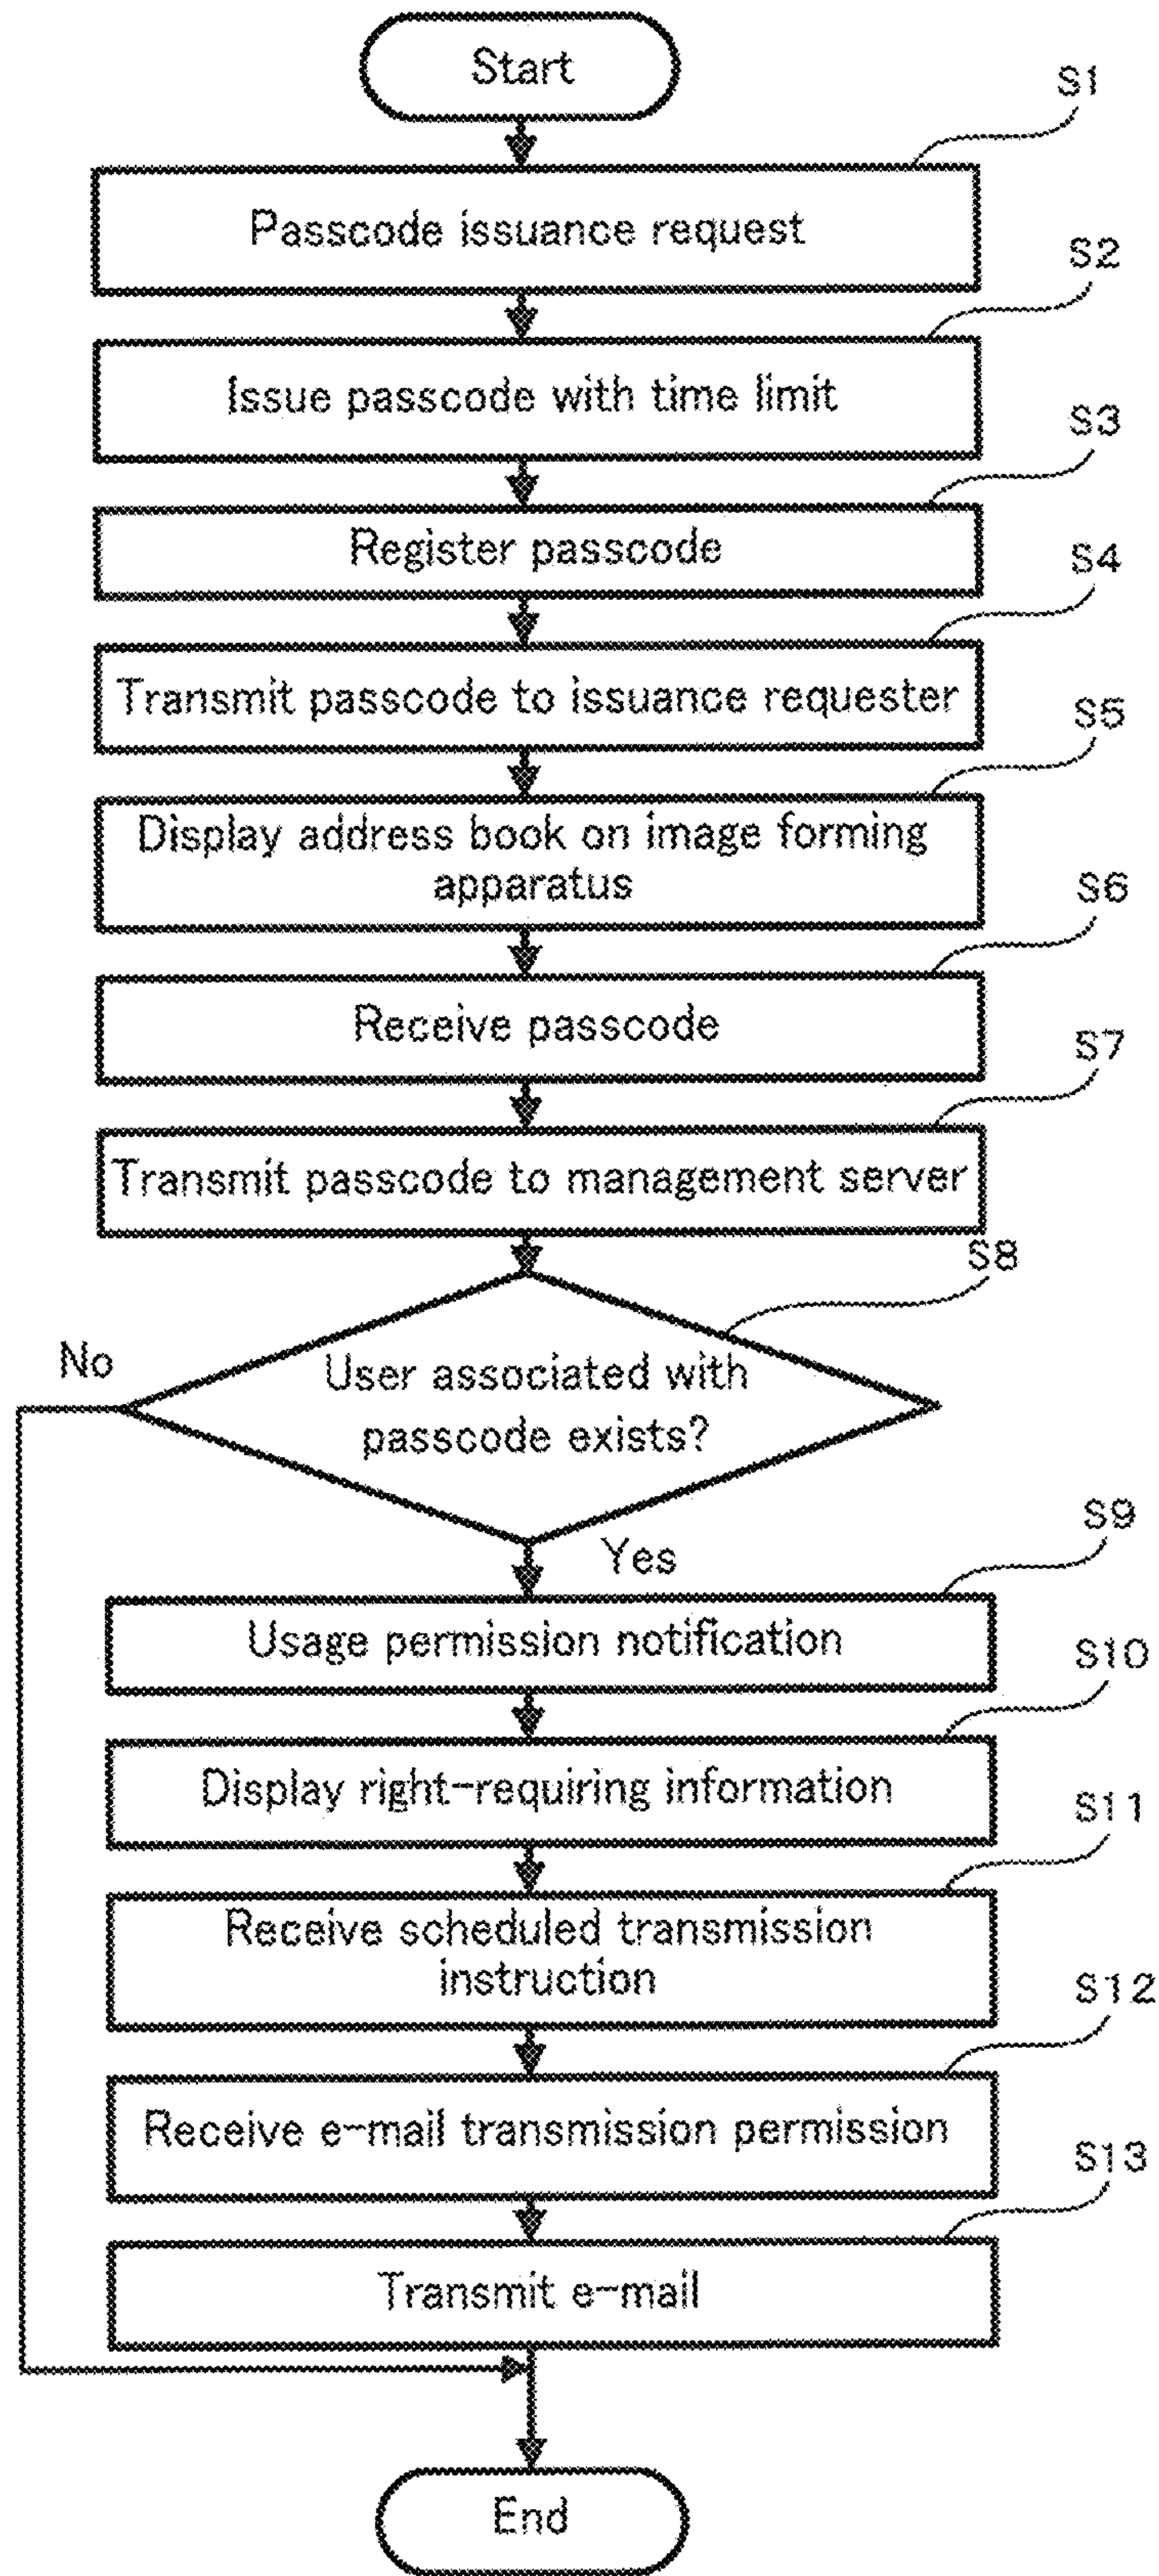 Start
S1
Passcode issuance request
S2
Issue passcode with time limit
S3
Register passcode
S4
Transmit passcode to issuance requester
S5
Display address book on image forming
apparatus
S6
Receive passcode
S7
Transmit passcode to management server
S8
No
User associated with
passcode exists?
Yes
S9
Usage permission notification
S10
Display right-requiring information
S11
Receive scheduled transmission
instruction
S12
Receive e-mail transmission permission
S13
Transmit e-mail
End